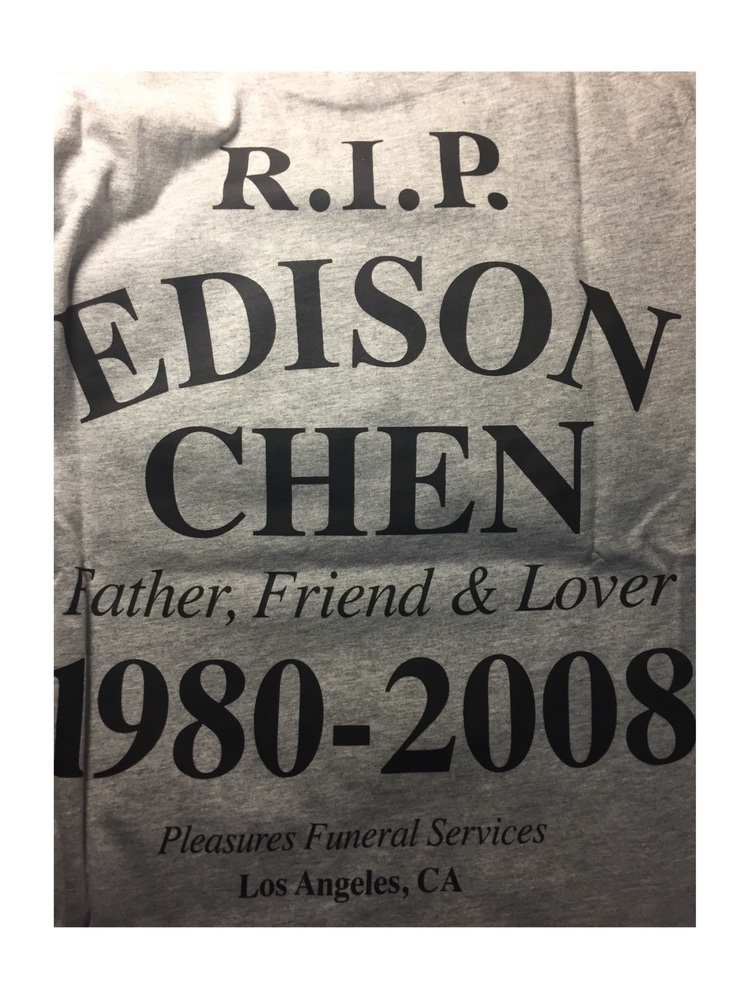 R.I.P.
EDISON
CHEN
Father, Friend & Lover
1980-2008
Pleasures Funeral Services
Los Angeles, CA